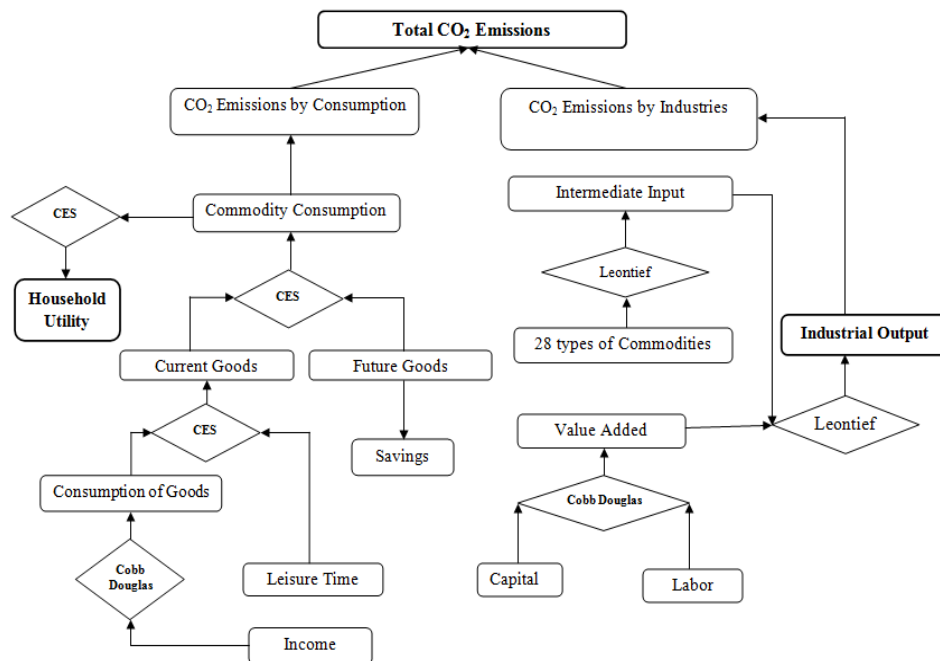 Total CO₂ Emissions
CO₂ Emissions by Consumption
CO₂ Emissions by Industries
Intermediate Input
CES
Commodity Consumption
Leontief
Household
Utility
CES
Industrial Output
28 types of Commodities
Current Goods
Future Goods
CES
Leontief
Value Added
Savings
Consumption of Goods
Cobb Douglas
Cobb
Douglas
Leisure Time
Capital
Labor
Income